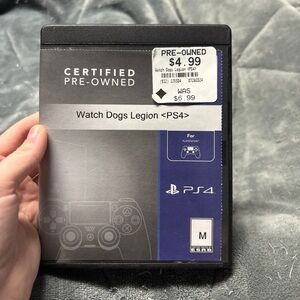 PRE-OWNED
$4.99
Watch Dogs Legion <PS4>
WAS
$6.99
CERTIFIED
PRE-OWNED
Watch Dogs Legion <PS4>
For
PS4
M
ESRB